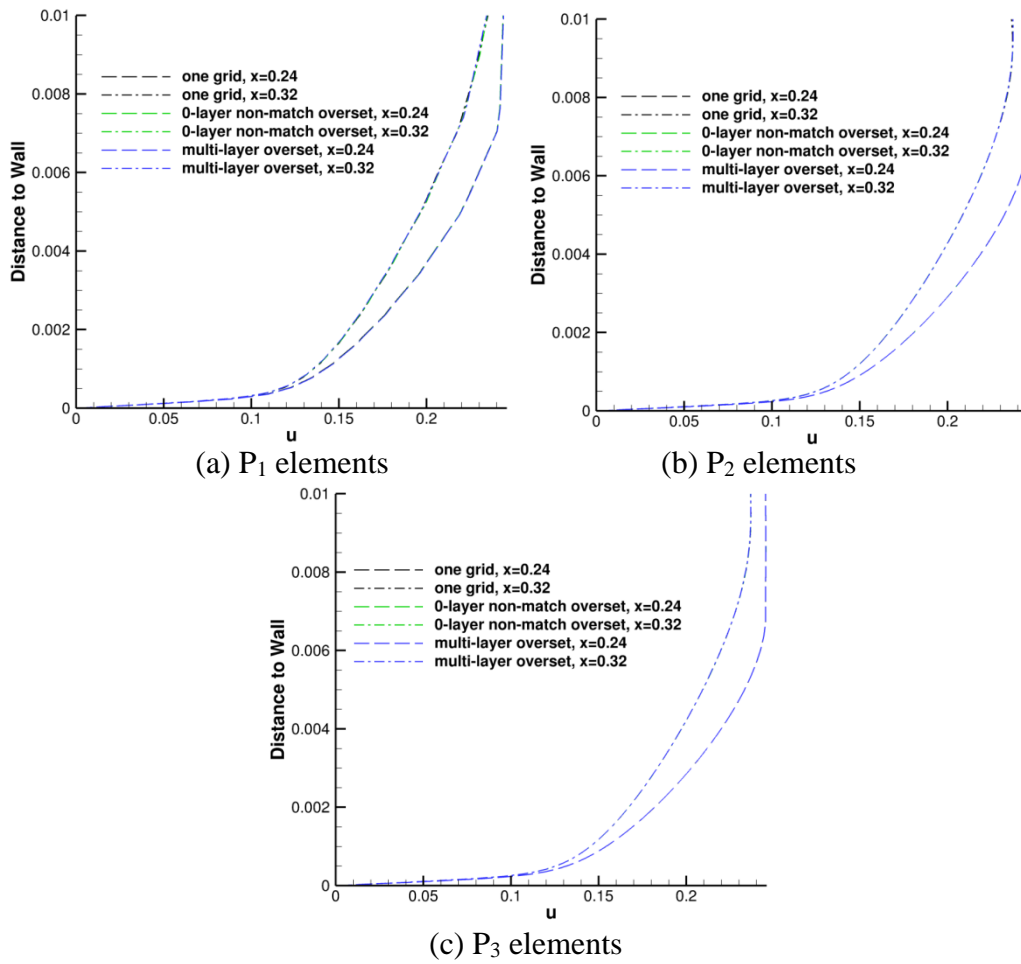 0.01
0.008
0.006
0.004
0.002
0
Distance to Wall
one grid, x=0.24
one grid, x=0.32
0-layer non-match overset, x=0.24
0-layer non-match overset, x=0.32
multi-layer overset, x=0.24
multi-layer overset, x=0.32
0 0.05 0.1 0.15 0.2
u
(a) P₁ elements
0.01
0.008
0.006
0.004
0.002
0
Distance to Wall
one grid, x=0.24
one grid, x=0.32
0-layer non-match overset, x=0.24
0-layer non-match overset, x=0.32
multi-layer overset, x=0.24
multi-layer overset, x=0.32
0 0.05 0.1 0.15 0.2
u
(b) P₂ elements
0.01
0.008
0.006
0.004
0.002
0
Distance to Wall
one grid, x=0.24
one grid, x=0.32
0-layer non-match overset, x=0.24
0-layer non-match overset, x=0.32
multi-layer overset, x=0.24
multi-layer overset, x=0.32
0 0.05 0.1 0.15 0.2
u
(c) P₃ elements